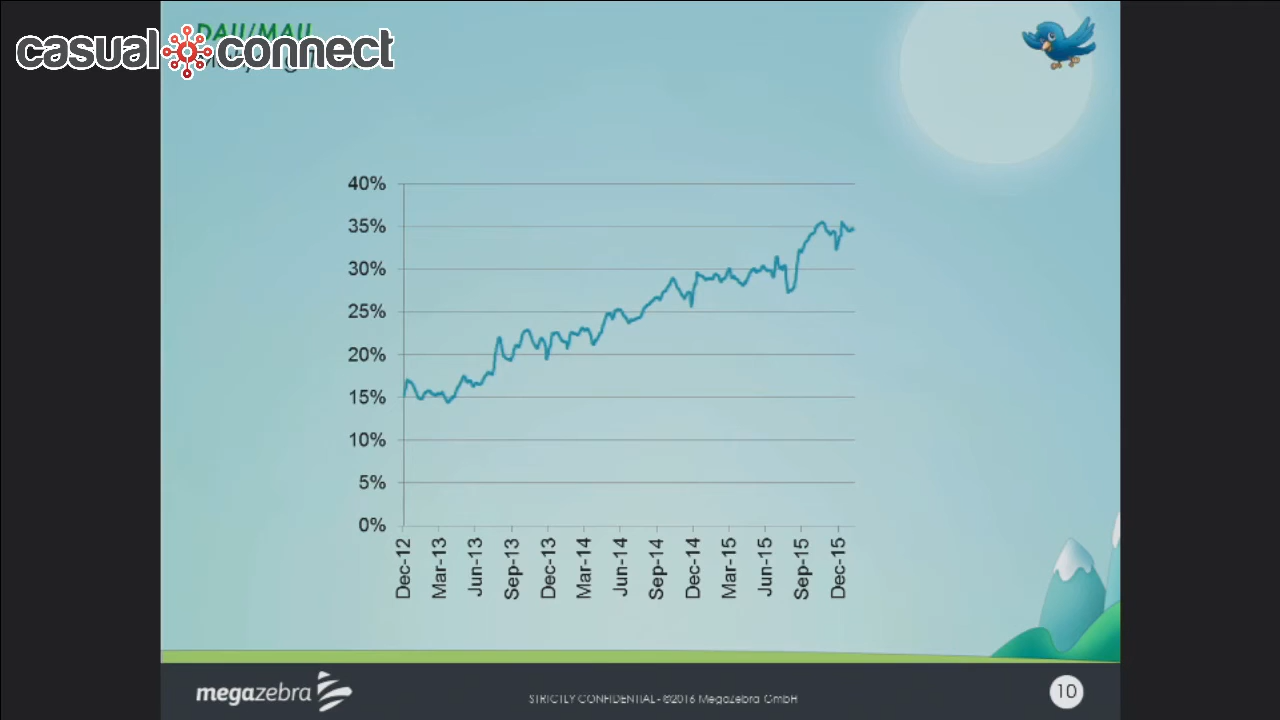 DAU/MAU
casual connect
40%
35%
30%
25%
20%
15%
10%
5%
0%
Dec-12
Mar-13
Jun-13
Sep-13
Dec-13
Mar-14
Jun-14
Sep-14
Dec-14
Mar-15
Jun-15
Sep-15
Dec-15
megazebra
STRICTLY CONFIDENTIAL - ©2016 MegaZebra GmbH
10